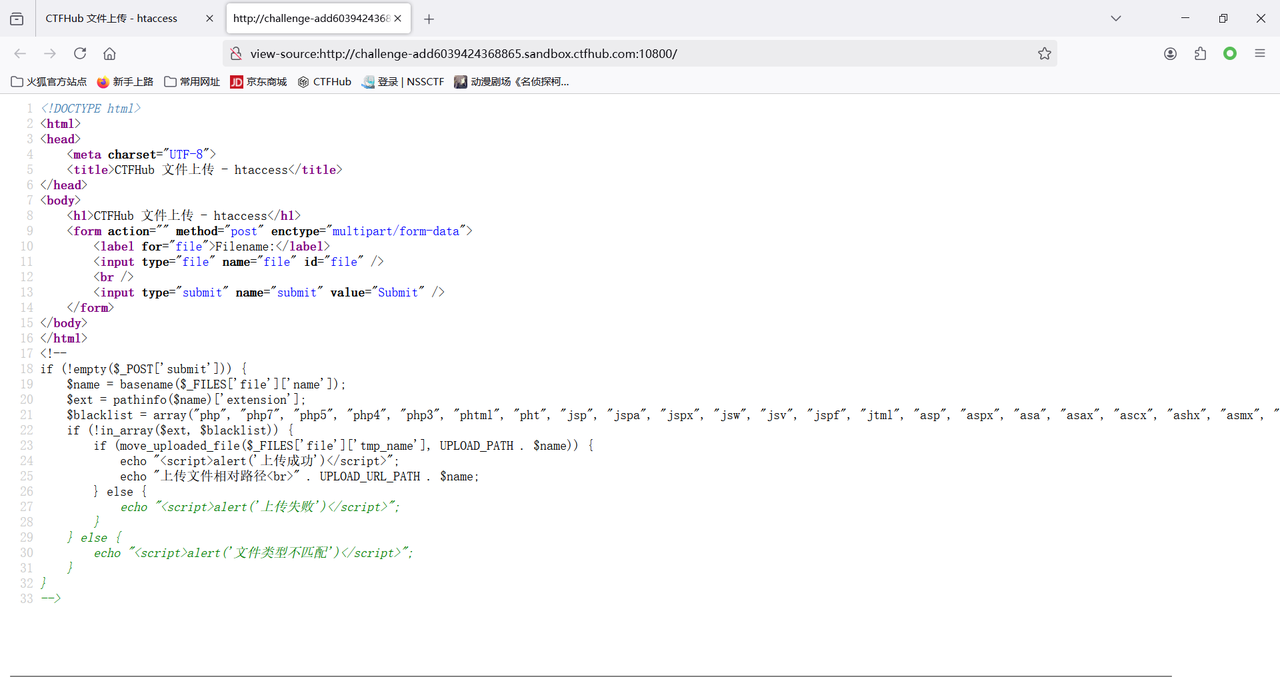 CTFHub 文件上传 - htaccess
http://challenge-add6039424368
view-source:http://challenge-add6039424368865.sandbox.ctfhub.com:10800/
火狐官方站点 新手上路 常用网址 JD 京东商城 CTFHub 登录 | NSSCTF 动漫剧场《名侦探柯...
1 <!DOCTYPE html>
2 <html>
3 <head>
4 <meta charset="UTF-8">
5 <title>CTFHub 文件上传 - htaccess</title>
6 </head>
7 <body>
8 <h1>CTFHub 文件上传 - htaccess</h1>
9 <form action="" method="post" enctype="multipart/form-data">
10 <label for="file">Filename:</label>
11 <input type="file" name="file" id="file" />
12 <br />
13 <input type="submit" name="submit" value="Submit" />
14 </form>
15 </body>
16 </html>
17 <!--
18 if (!empty($_POST['submit'])) {
19 $name = basename($_FILES['file']['name']);
20 $ext = pathinfo($name)['extension'];
21 $blacklist = array("php", "php7", "php5", "php4", "php3", "phtml", "pht", "jsp", "jspa", "jspx", "jsw", "jsv", "jspf", "jtml", "asp", "aspx", "asa", "asax", "ascx", "ashx", "asmx", "
22 if (!in_array($ext, $blacklist)) {
23 if (move_uploaded_file($_FILES['file']['tmp_name'], UPLOAD_PATH . $name)) {
24 echo "<script>alert('上传成功')</script>";
25 echo "上传文件相对路径<br>" . UPLOAD_URL_PATH . $name;
26 } else {
27 echo "<script>alert('上传失败')</script>";
28 }
29 } else {
30 echo "<script>alert('文件类型不匹配')</script>";
31 }
32 }
33 -->